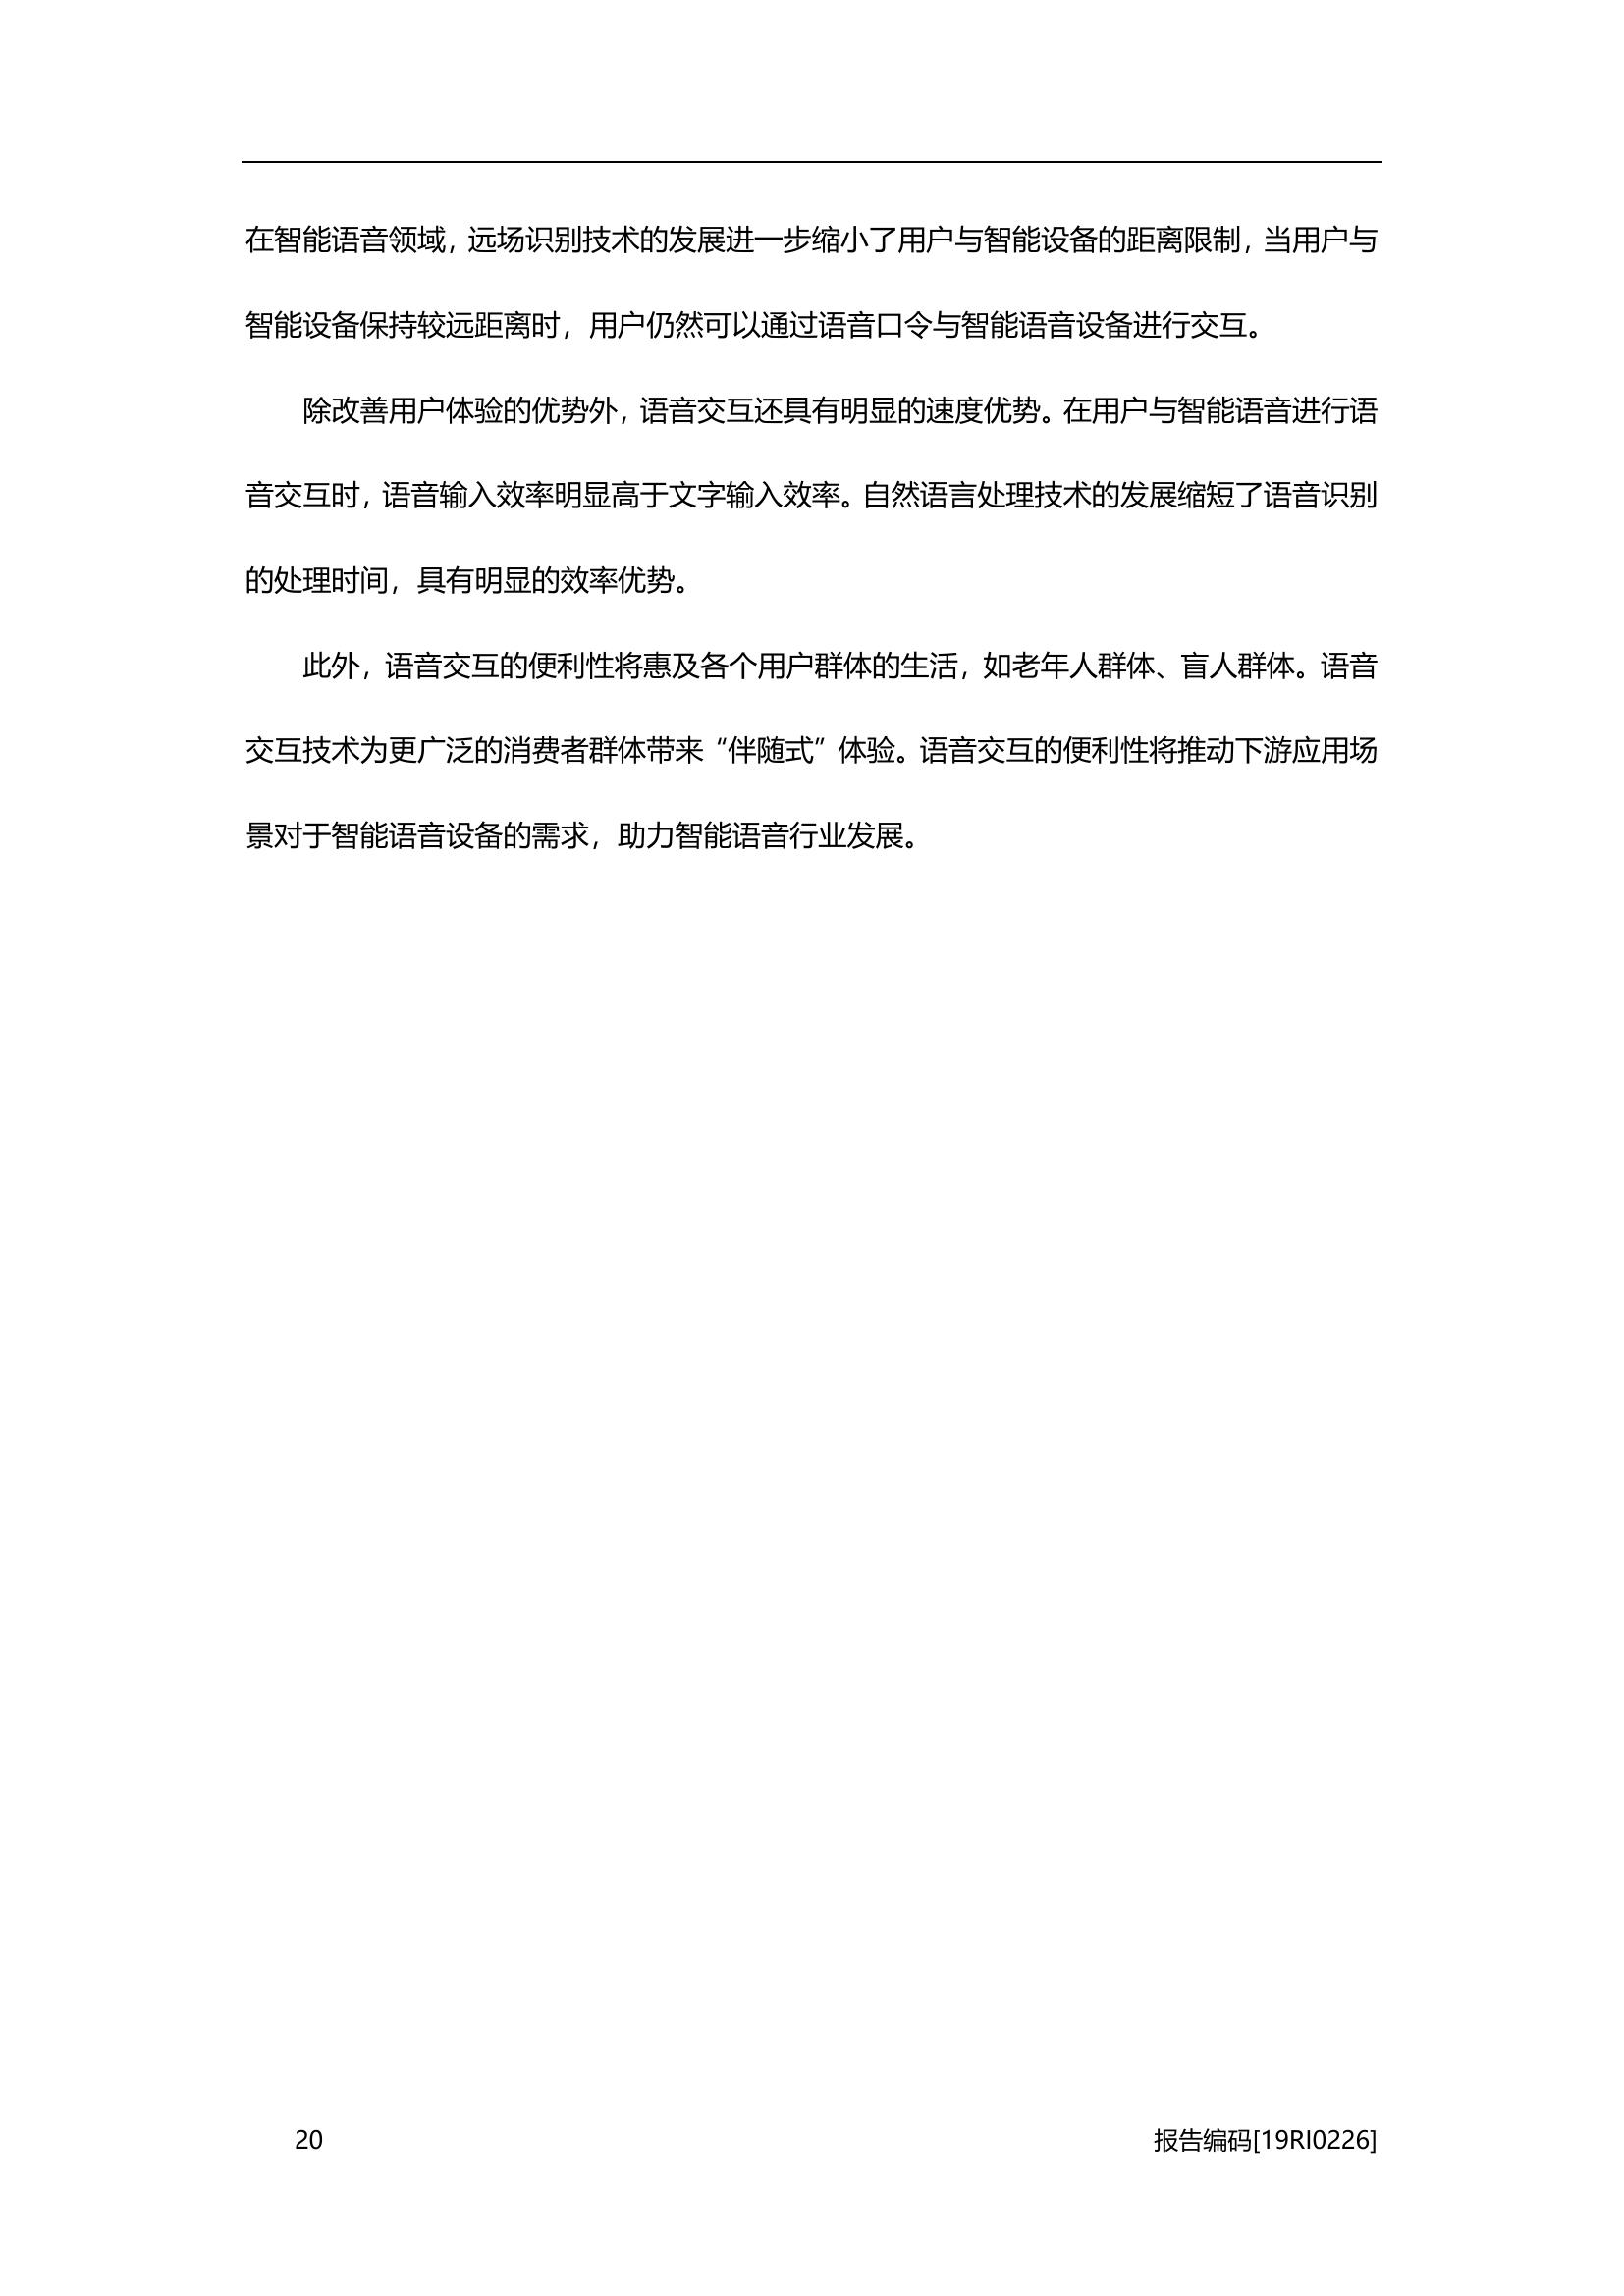 在智能语音领域，远场识别技术的发展进一步缩小了用户与智能设备的距离限制，当用户与
智能设备保持较远距离时，用户仍然可以通过语音口令与智能语音设备进行交互。
除改善用户体验的优势外，语音交互还具有明显的速度优势。在用户与智能语音进行语
音交互时，语音输入效率明显高于文字输入效率。自然语言处理技术的发展缩短了语音识别
的处理时间，具有明显的效率优势。
此外，语音交互的便利性将惠及各个用户群体的生活，如老年人群体、盲人群体。语音
交互技术为更广泛的消费者群体带来“伴随式”体验。语音交互的便利性将推动下游应用场
景对于智能语音设备的需求，助力智能语音行业发展。
20 报告编码[19RI0226]